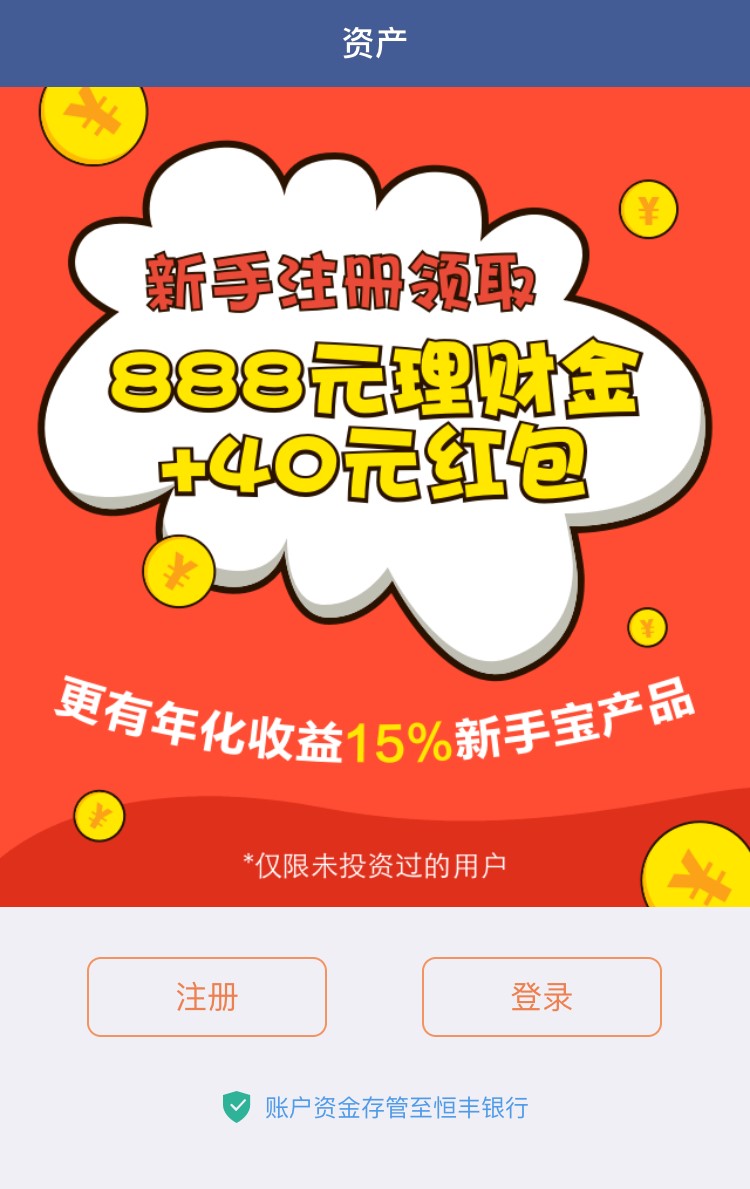 资产
新手注册领取
888元理财金
+40元红包
更有年化收益15%新手宝产品
*仅限未投资过的用户
注册
登录
账户资金存管至恒丰银行